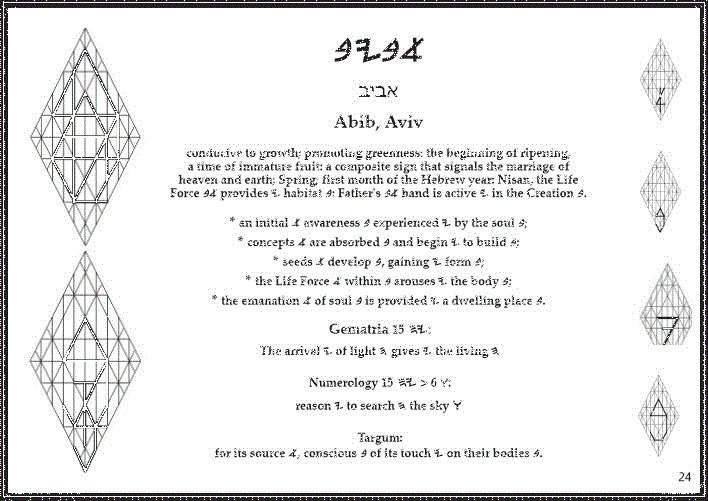 𐤀𐤁𐤉𐤁
אביב
Abib, Aviv
conducive to growth; promoting greenness; the beginning of ripening,
a time of immature fruit; a composite sign that signals the marriage of
heaven and earth; Spring; first month of the Hebrew year: Nisan, the Life
Force 𐤀𐤁 provides 𐤉 habitat 𐤁; Father's 𐤀𐤁 hand is active 𐤉 in the Creation 𐤁.
* an initial 𐤀 awareness 𐤁 experienced 𐤉 by the soul 𐤁;
* concepts 𐤀 are absorbed 𐤁 and begin 𐤉 to build 𐤁;
* seeds 𐤀 develop 𐤁, gaining 𐤉 form 𐤁;
* the Life Force 𐤀 within 𐤁 arouses 𐤉 the body 𐤁;
* the emanation 𐤀 of soul 𐤁 is provided 𐤉 a dwelling place 𐤁.
Gematria 15 𐤉𐤄:
The arrival 𐤉 of light 𐤄 gives 𐤉 the living 𐤄
Numerology 15 𐤉𐤄 > 6 𐤅:
reason 𐤉 to search 𐤄 the sky 𐤅
Targum:
for its source 𐤀, conscious 𐤁 of its touch 𐤉 on their bodies 𐤁.
24